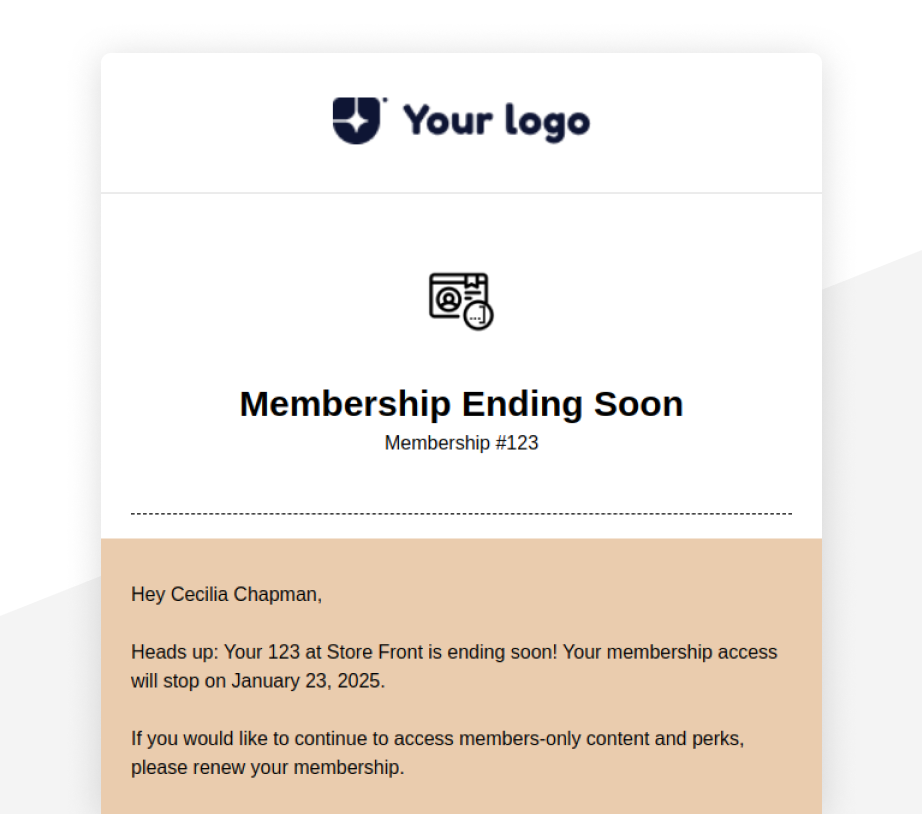 Your logo
Membership Ending Soon
Membership #123
Hey Cecilia Chapman,
Heads up: Your 123 at Store Front is ending soon! Your membership access
will stop on January 23, 2025.
If you would like to continue to access members-only content and perks,
please renew your membership.